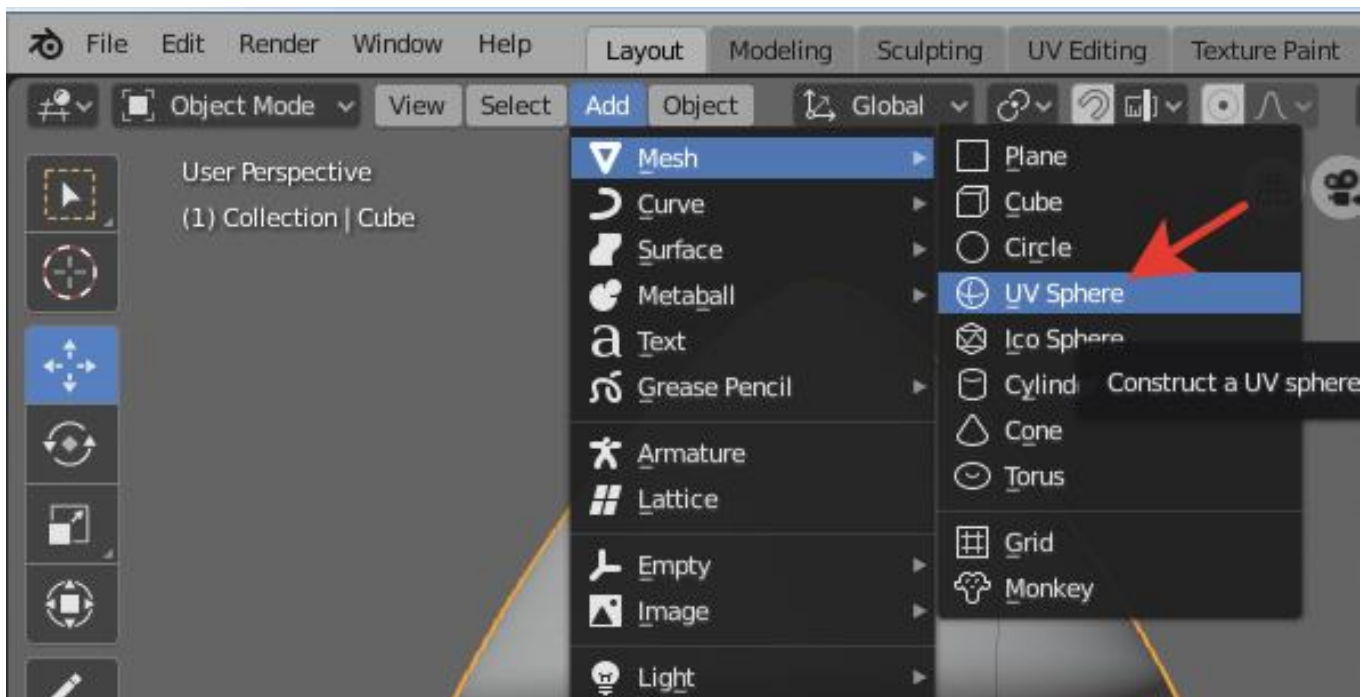 File Edit Render Window Help Layout Modeling Sculpting UV Editing Texture Paint
Object Mode View Select Add Object Global
User Perspective
(1) Collection | Cube
Mesh
Curve
Surface
Metaball
Text
Grease Pencil
Armature
Lattice
Empty
Image
Light
Plane
Cube
Circle
UV Sphere
Ico Sphere
Cylind
Construct a UV sphere
Cone
Torus
Grid
Monkey